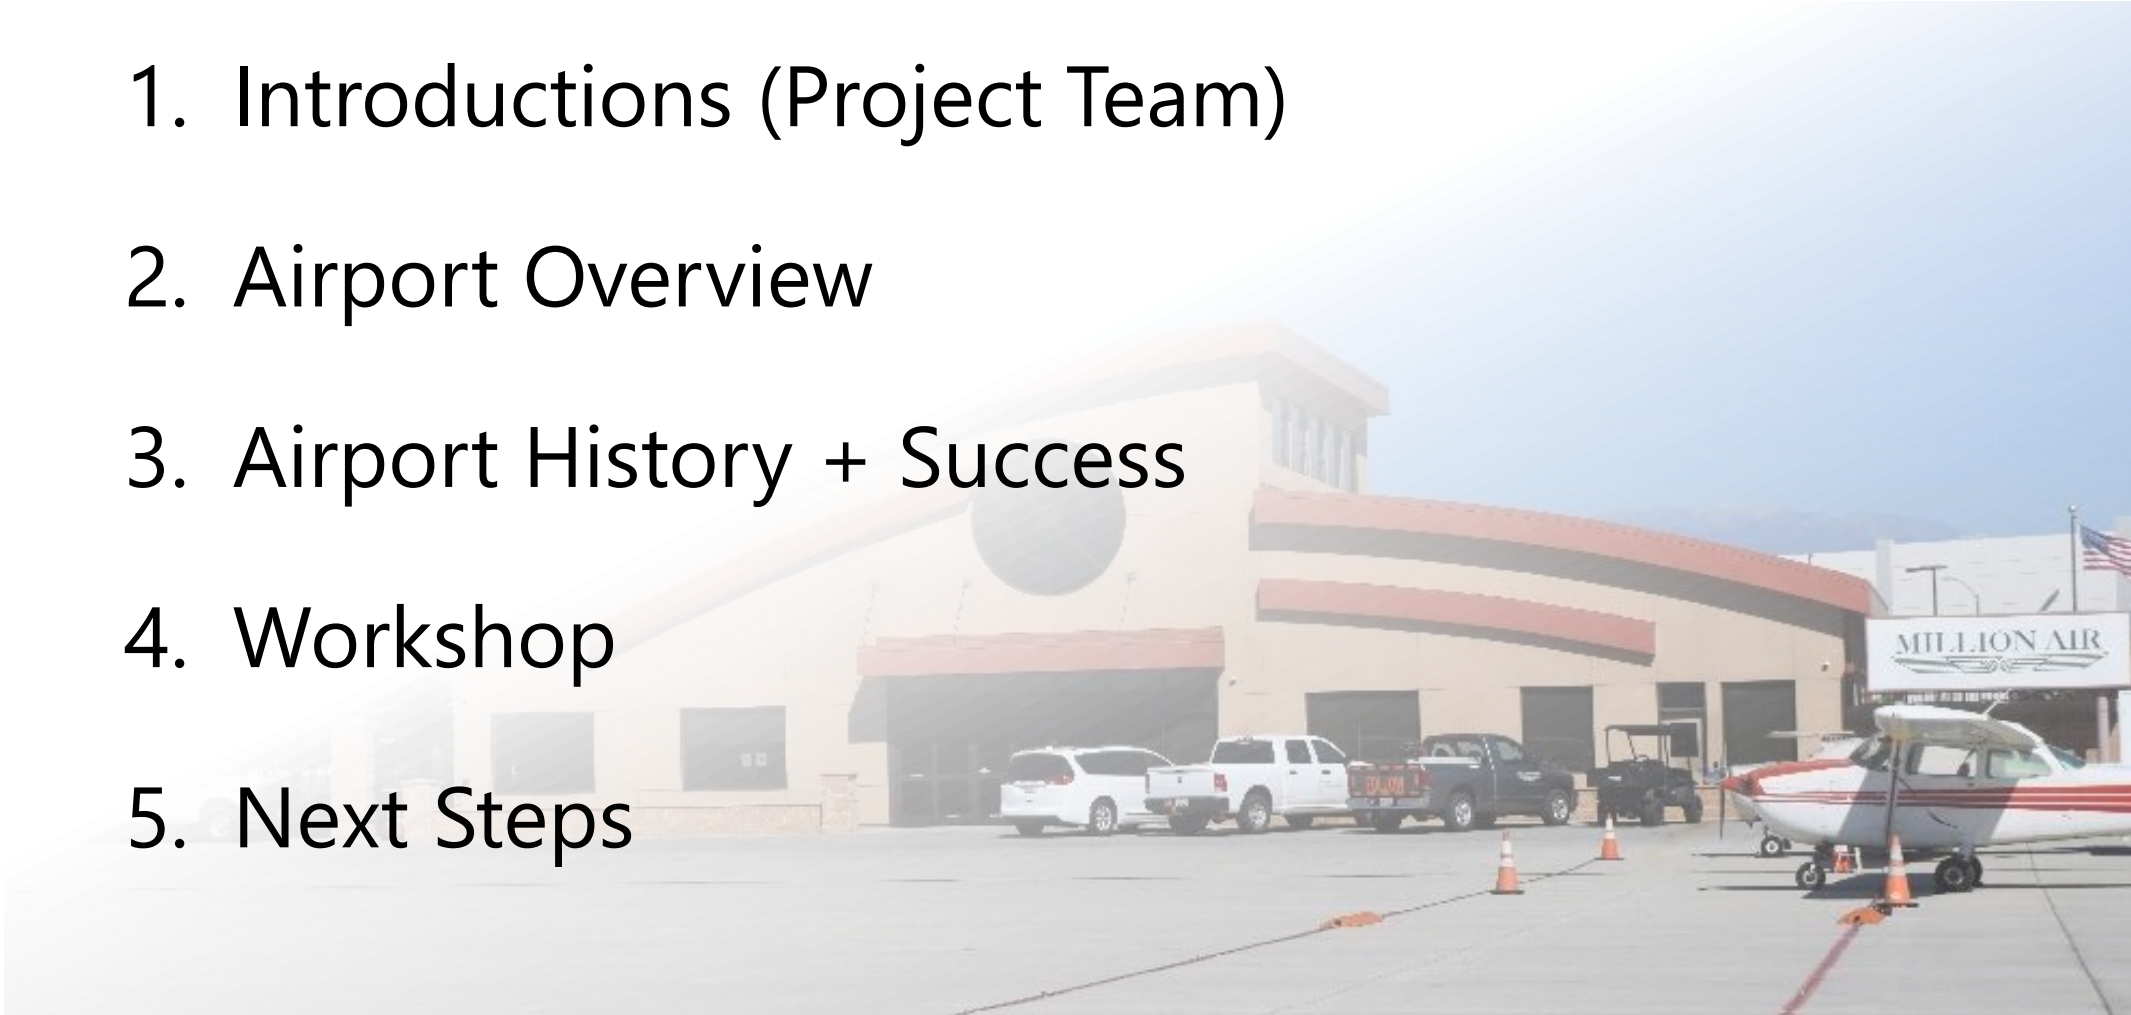 1. Introductions (Project Team)
2. Airport Overview
3. Airport History + Success
4. Workshop
5. Next Steps
MILLION AIR